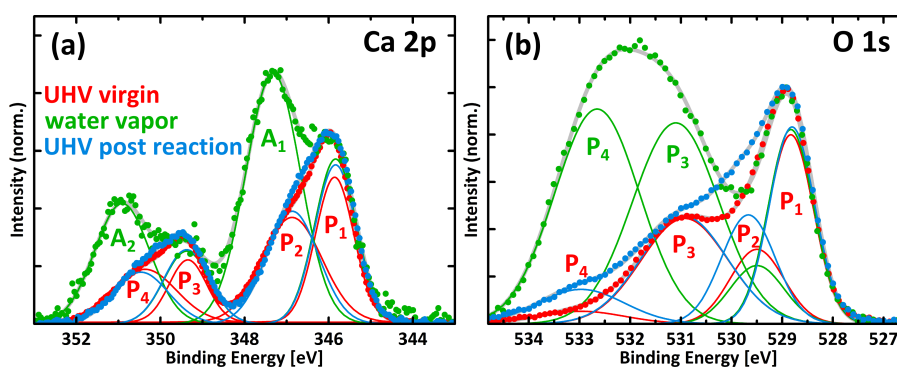 (a)
Ca 2p
UHV virgin
water vapor
UHV post reaction
A1
A2
P1
P2
P3
P4
Intensity (norm.)
352 350 348 346 344
Binding Energy [eV]
(b)
O 1s
P4
P3
P1
P2
P3
P4
Intensity (norm.)
534 533 532 531 530 529 528 527
Binding Energy [eV]